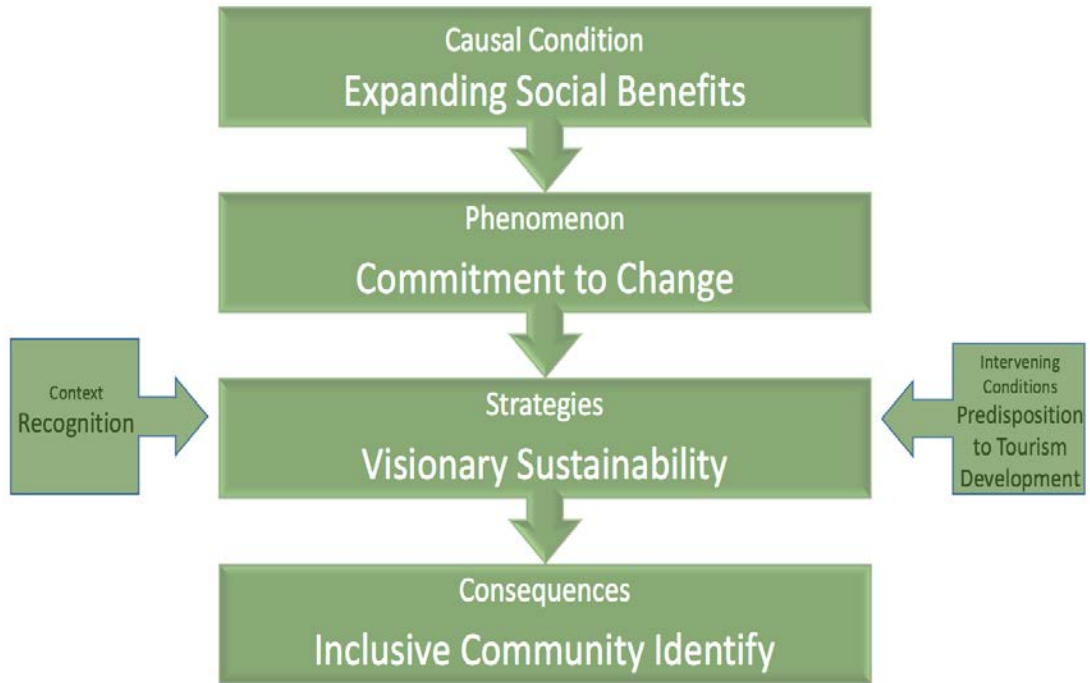 Causal Condition
Expanding Social Benefits
Phenomenon
Commitment to Change
Context
Recognition
Strategies
Visionary Sustainability
Intervening
Conditions
Predisposition
to Tourism
Development
Consequences
Inclusive Community Identify